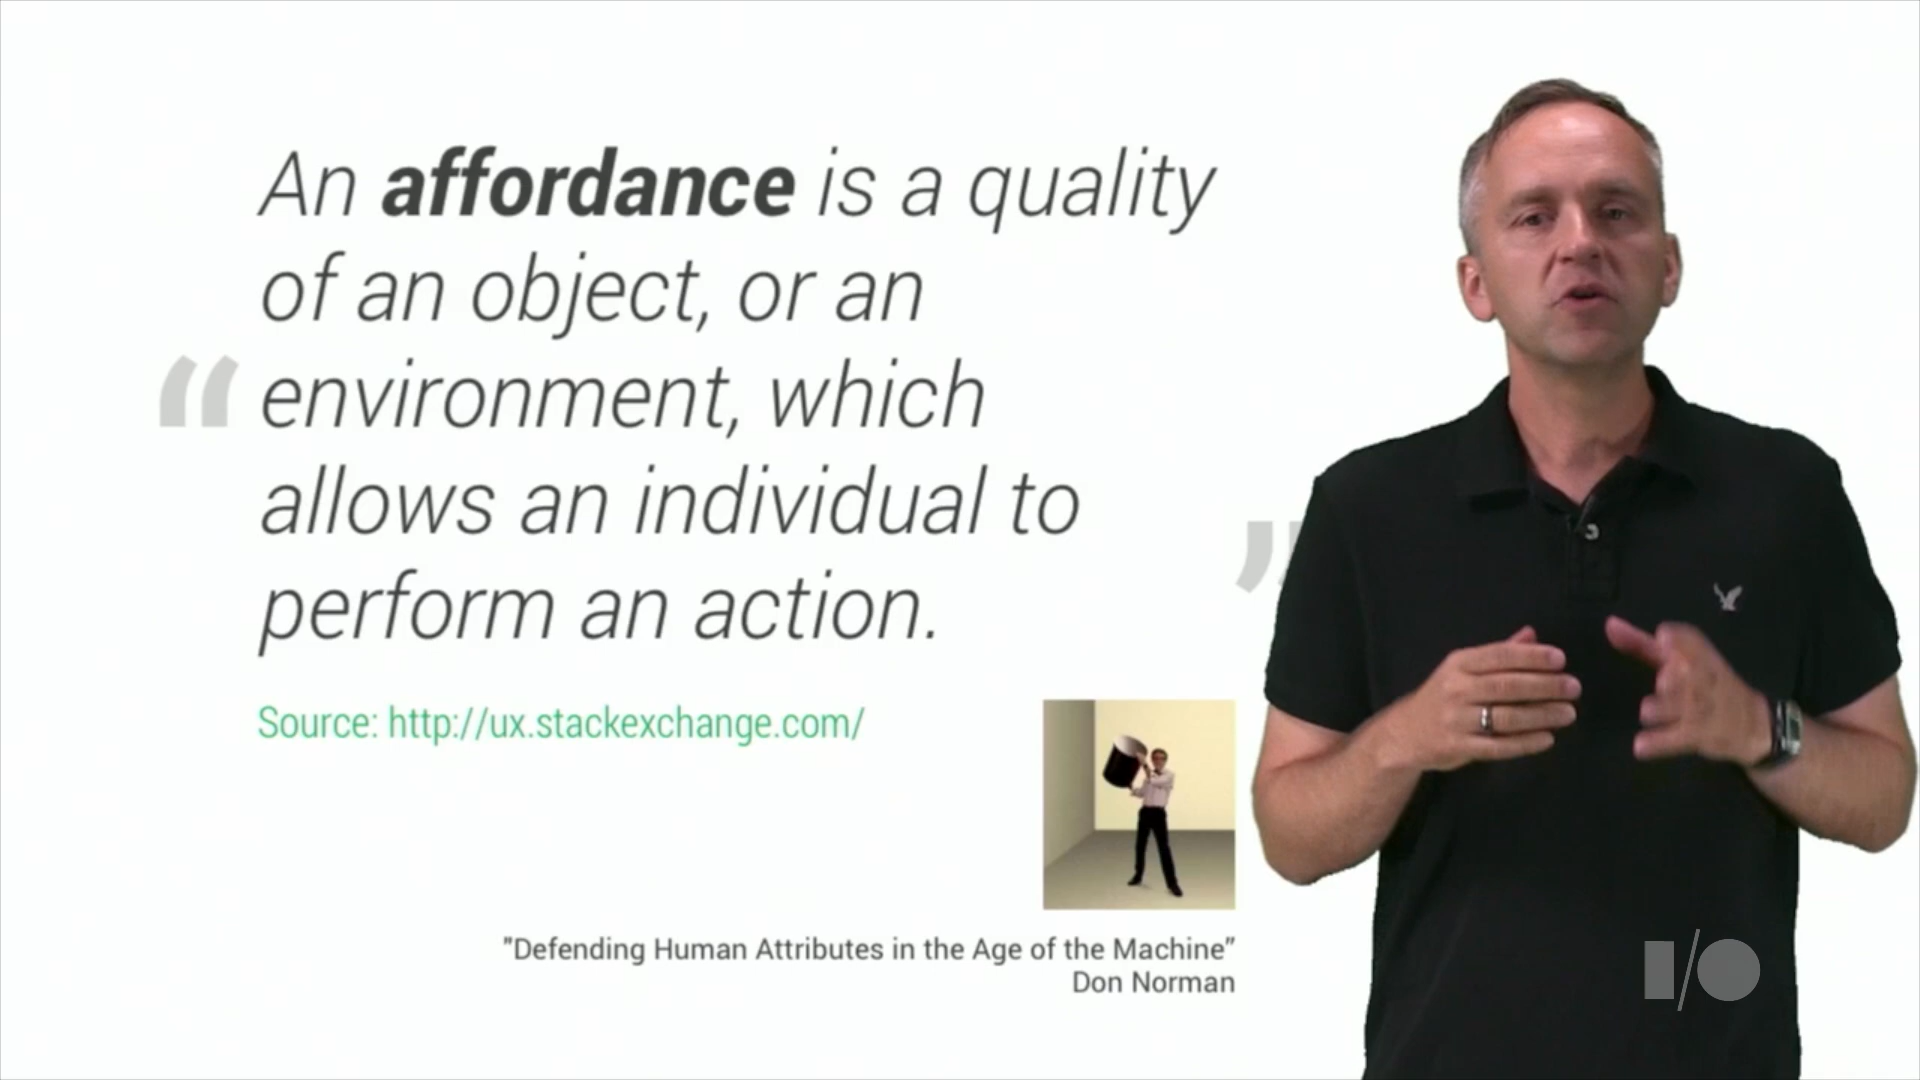 An affordance is a quality
of an object, or an
“environment, which
allows an individual to
perform an action.”
Source: http://ux.stackexchange.com/
"Defending Human Attributes in the Age of the Machine”
Don Norman
I/O